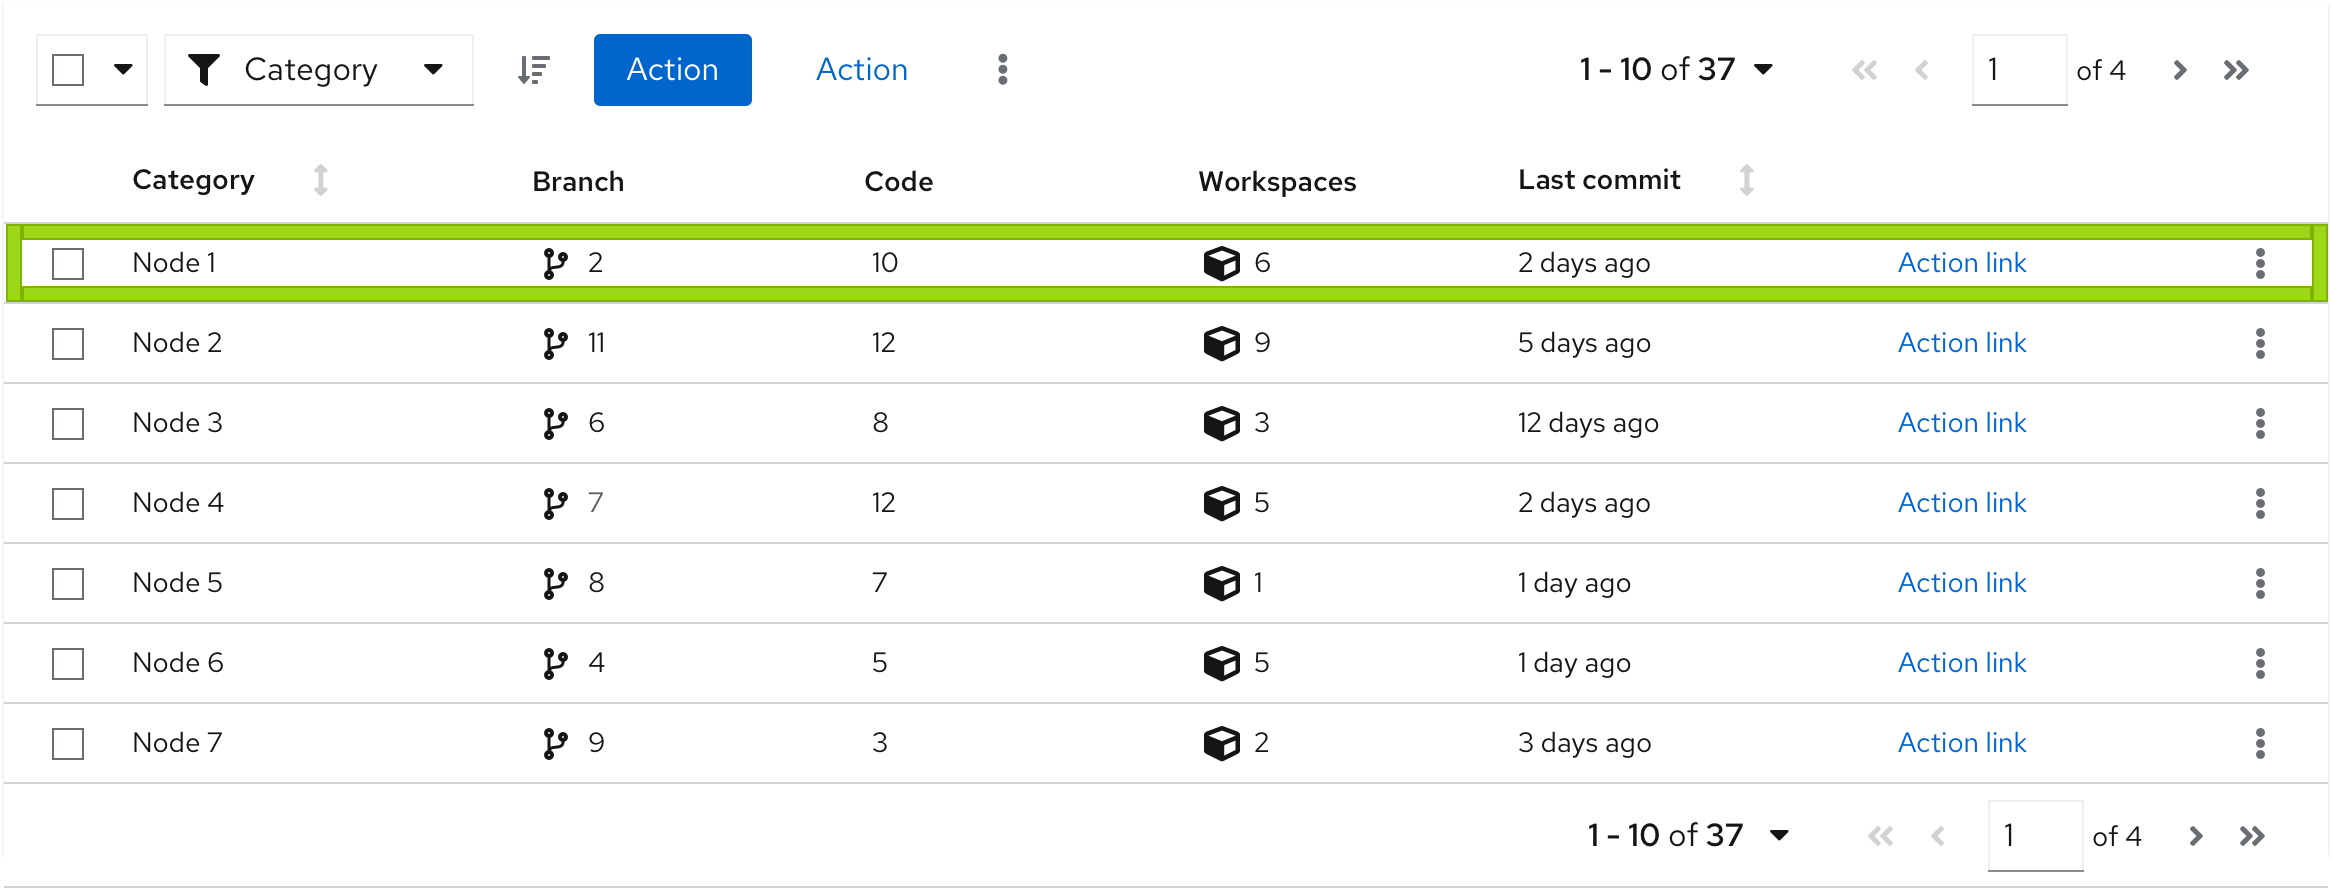 Category Action Action 1 - 10 of 37 1 of 4
Category Branch Code Workspaces Last commit
Node 1 2 10 6 2 days ago Action link
Node 2 11 12 9 5 days ago Action link
Node 3 6 8 3 12 days ago Action link
Node 4 7 12 5 2 days ago Action link
Node 5 8 7 1 1 day ago Action link
Node 6 4 5 5 1 day ago Action link
Node 7 9 3 2 3 days ago Action link
1 - 10 of 37 1 of 4